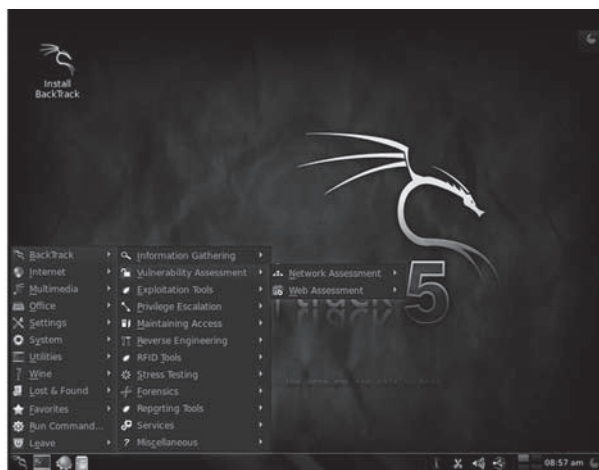 Install
BackTrack
BackTrack
Internet
Multimedia
Office
Settings
System
Utilities
Wine
Lost & Found
Favorites
Run Command...
Leave
Information Gathering
Vulnerability Assessment
Exploitation Tools
Privilege Escalation
Maintaining Access
Reverse Engineering
RFID Tools
Stress Testing
Forensics
Reporting Tools
Services
Miscellaneous
Network Assessment
Web Assessment
5
08:57 am